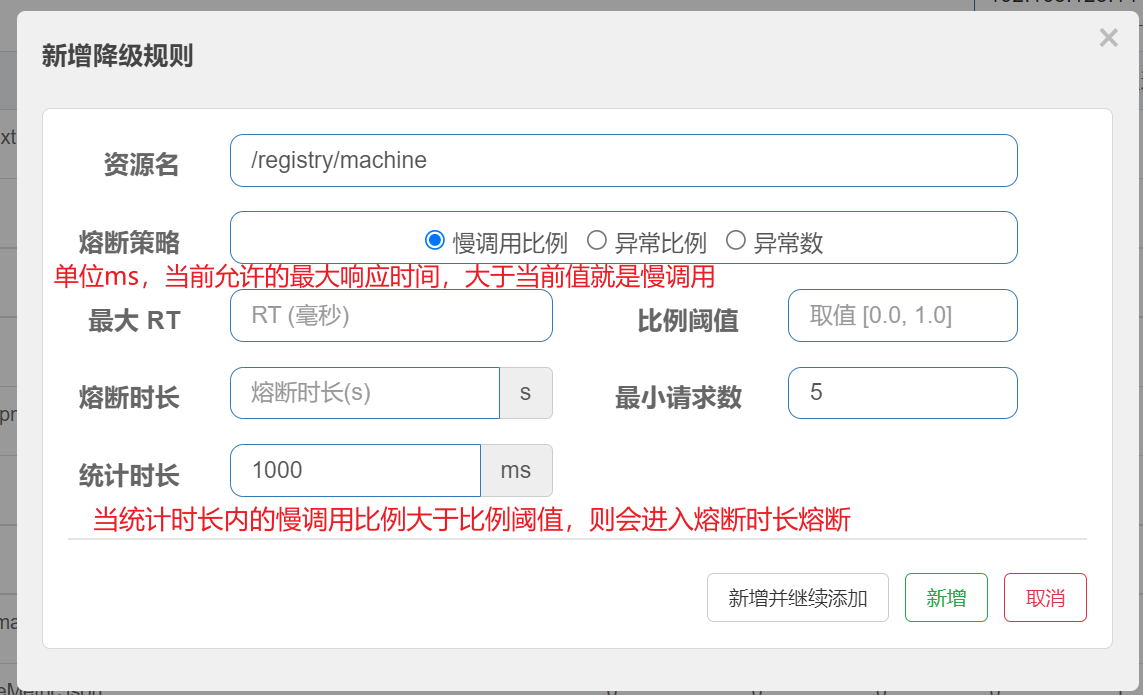 新增降级规则
×
资源名 /registry/machine
熔断策略 慢调用比例 异常比例 异常数
单位ms，当前允许的最大响应时间，大于当前值就是慢调用
最大 RT RT (毫秒) 比例阈值 取值 [0.0, 1.0]
熔断时长 熔断时长(s) s 最小请求数 5
统计时长 1000 ms
当统计时长内的慢调用比例大于比例阈值，则会进入熔断时长熔断
新增并继续添加 新增 取消